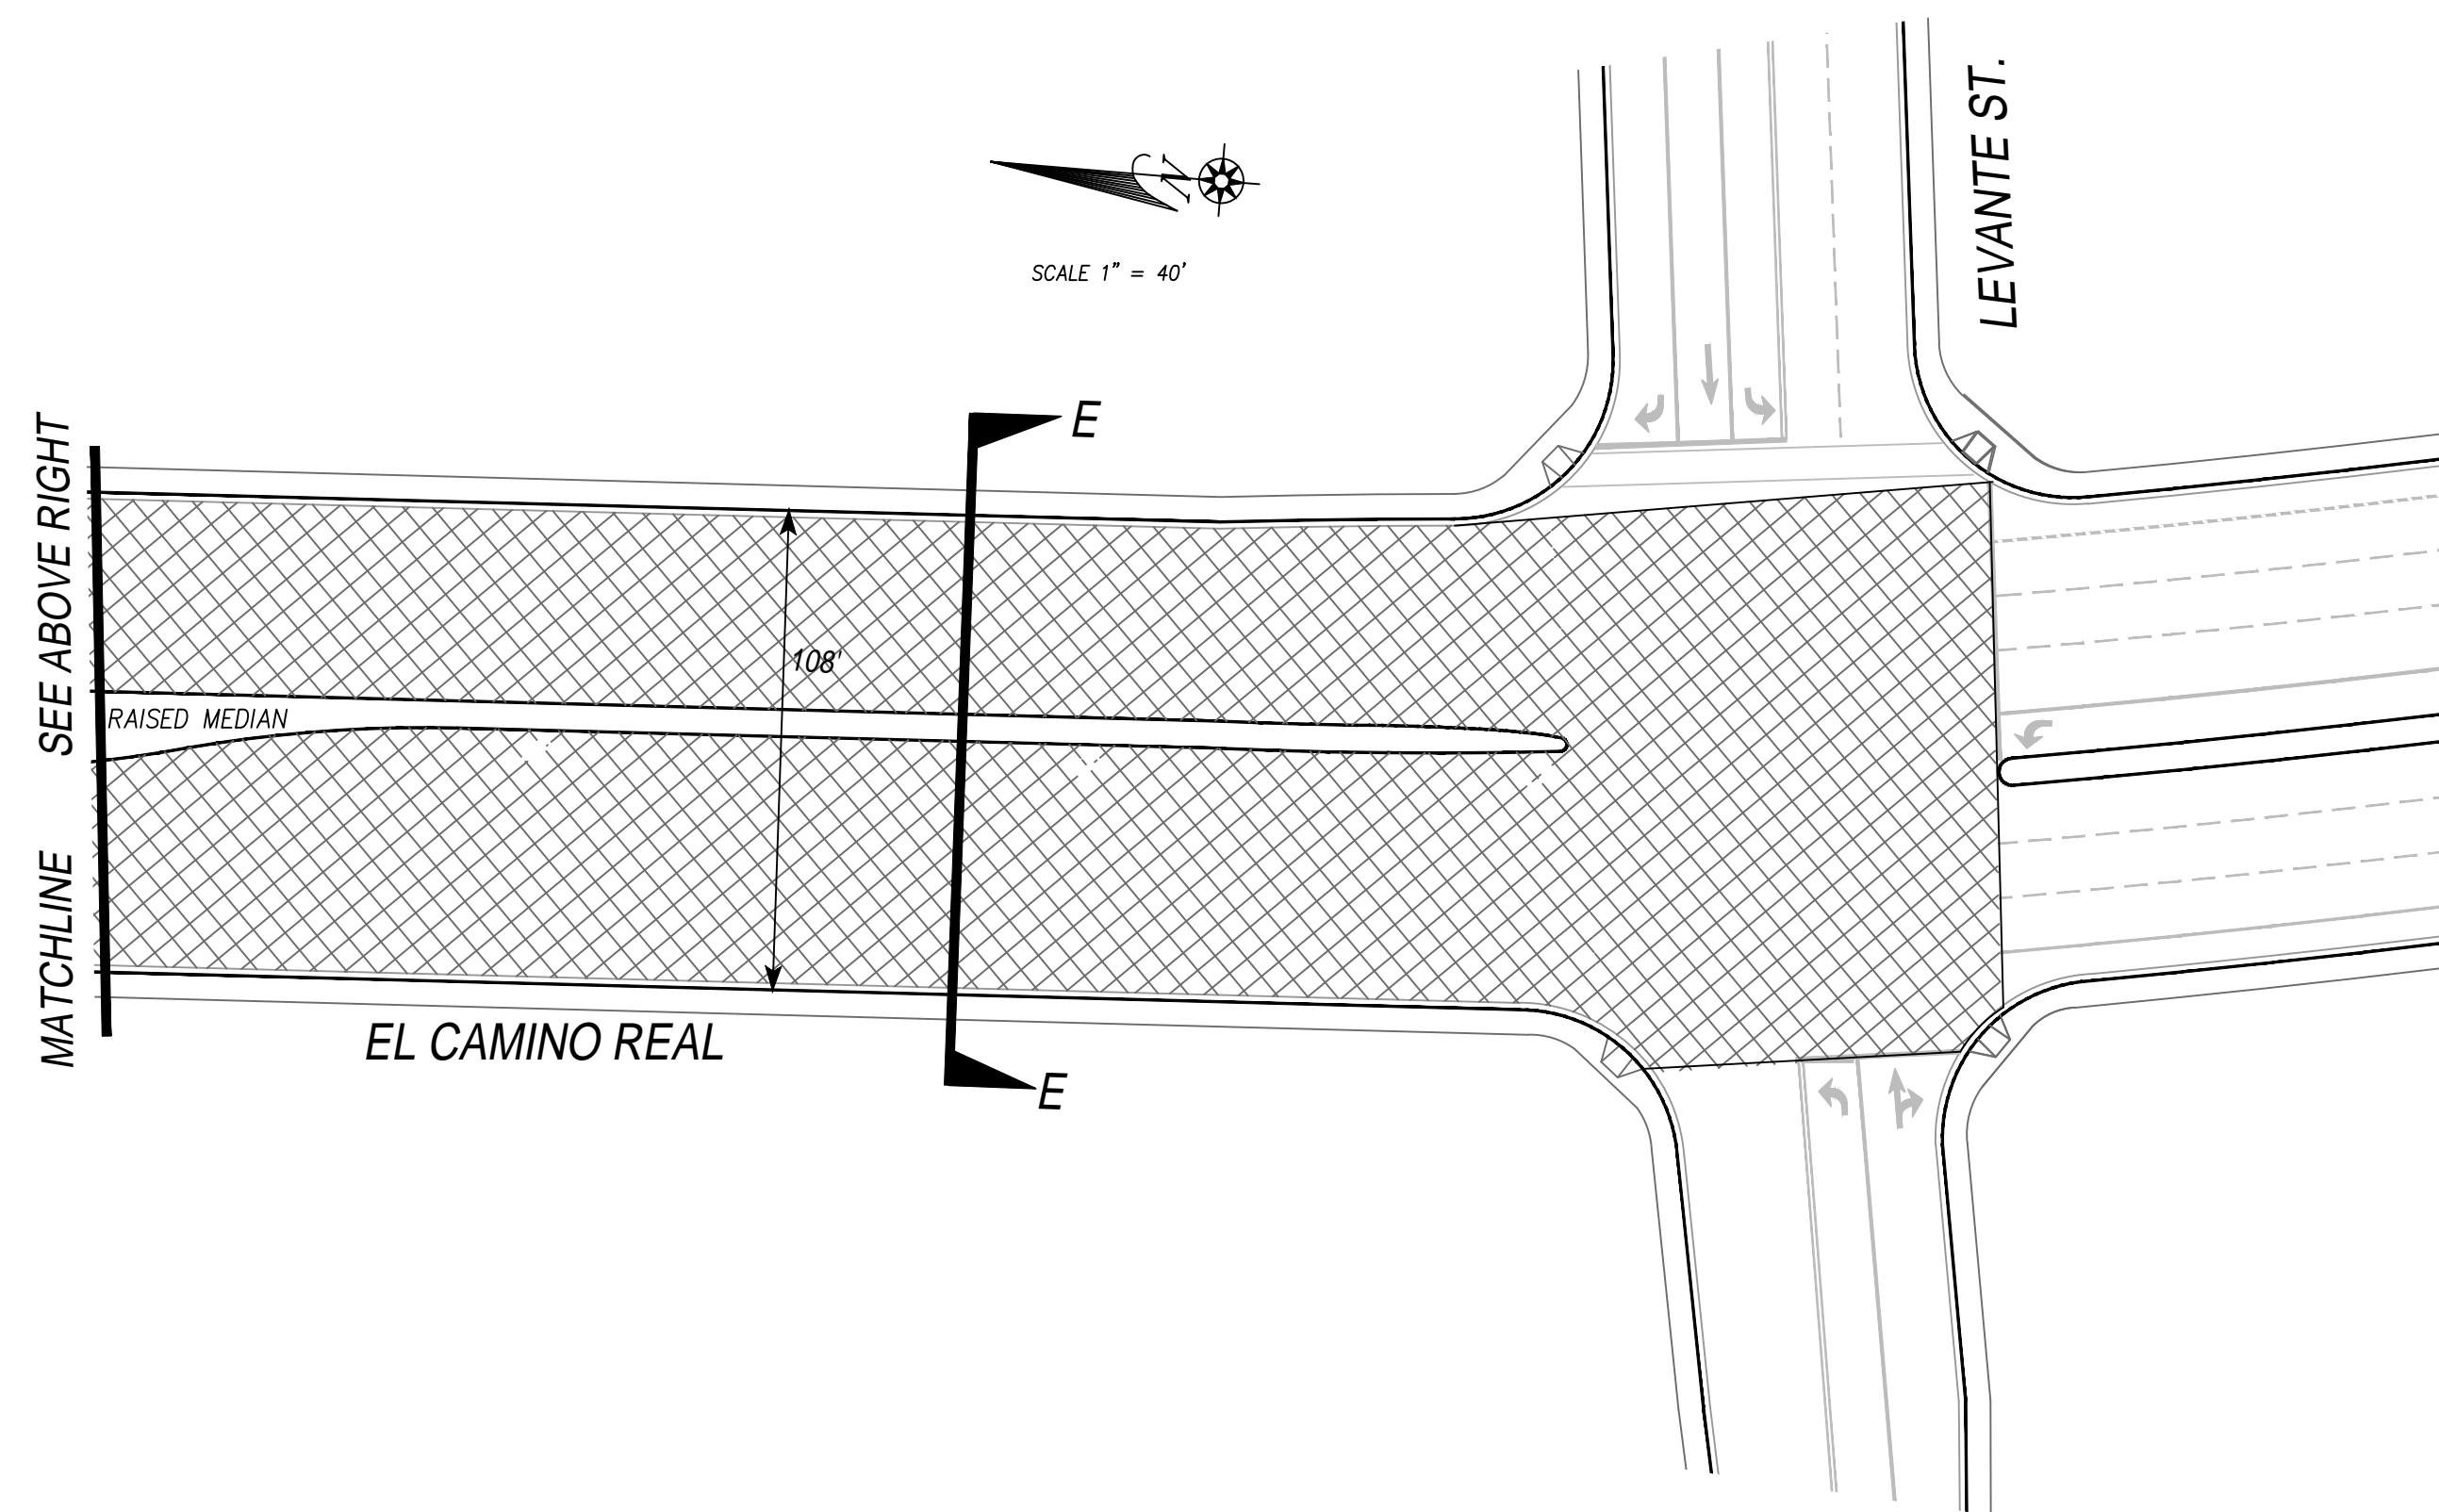 LEVANTE ST.
N
SCALE 1" = 40'
E
SEE ABOVE RIGHT
108'
RAISED MEDIAN
MATCHLINE
EL CAMINO REAL
E